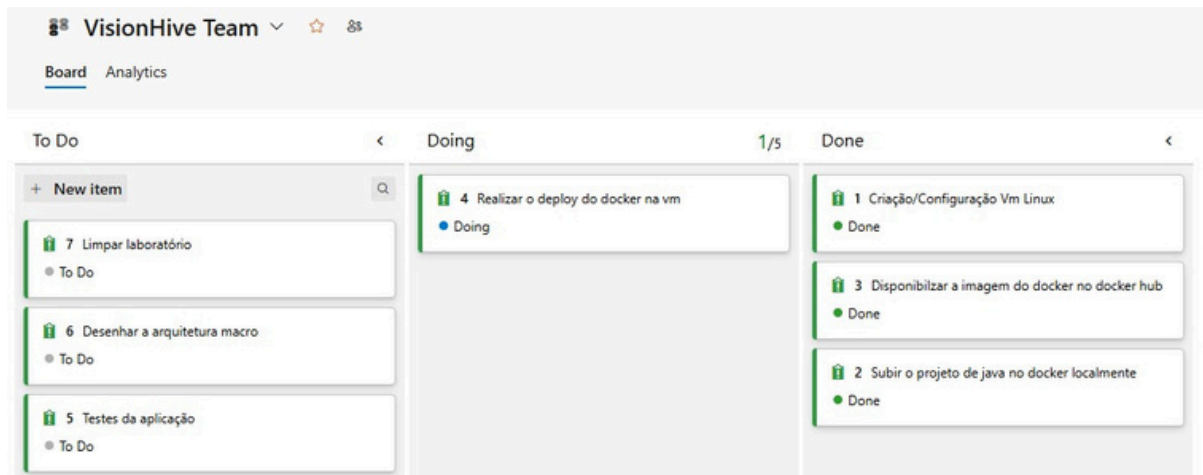 VisionHive Team
Board Analytics
To Do
+ New item
7 Limpar laboratório
To Do
6 Desenhar a arquitetura macro
To Do
5 Testes da aplicação
To Do
Doing 1/5
4 Realizar o deploy do docker na vm
Doing
Done
1 Criação/Configuração Vm Linux
Done
3 Disponibilzar a imagem do docker no docker hub
Done
2 Subir o projeto de java no docker localmente
Done